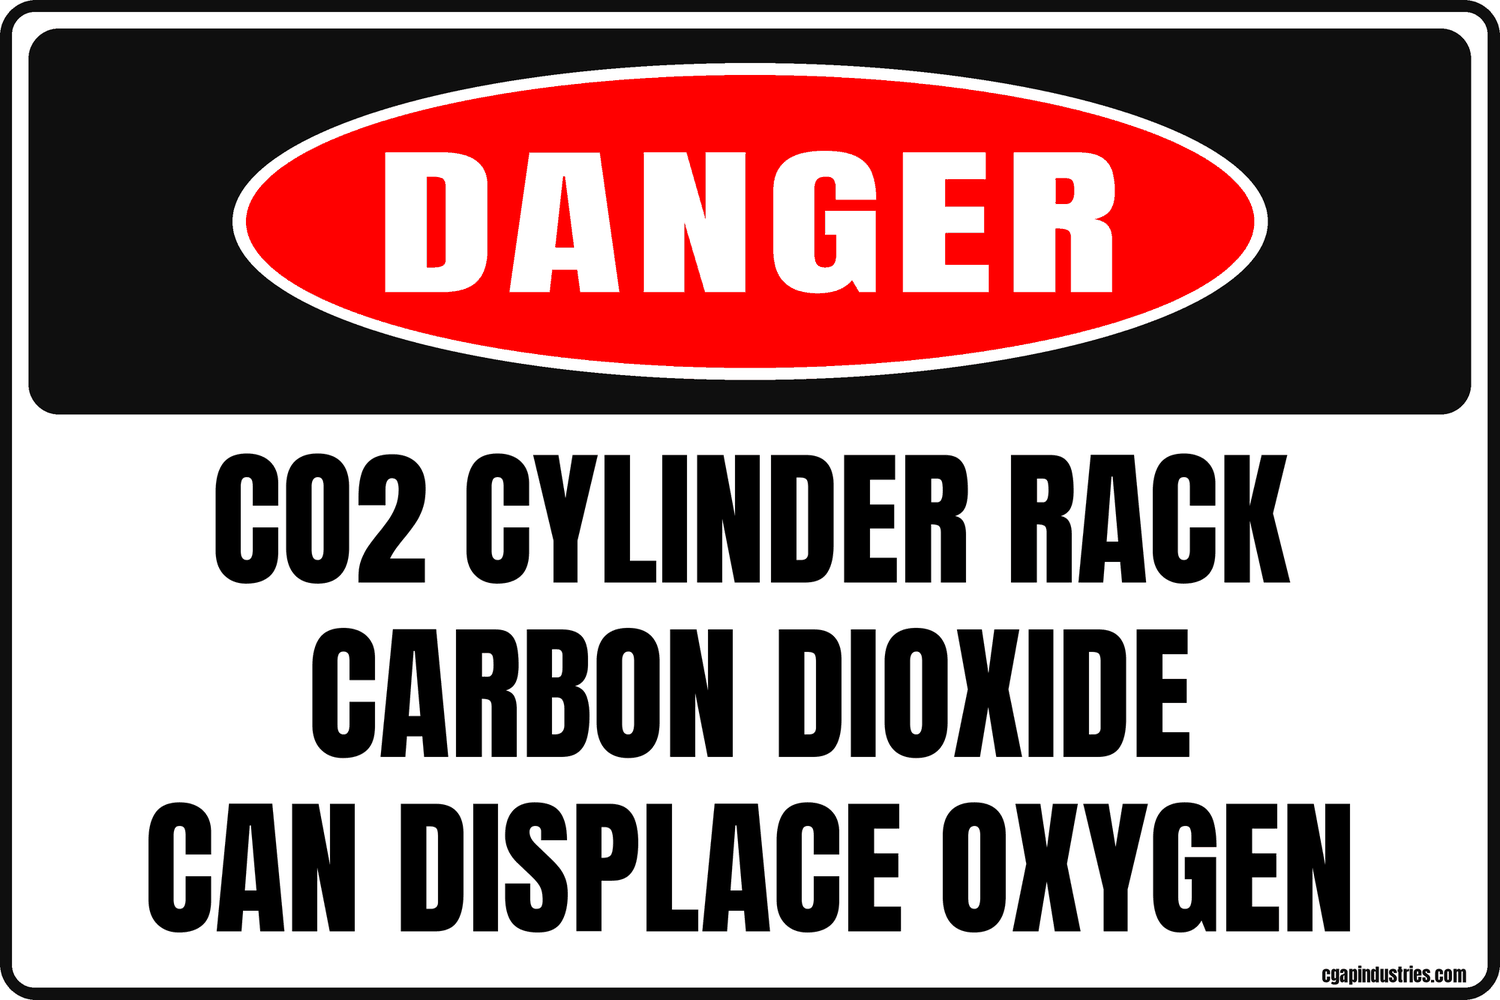 DANGER
CO2 CYLINDER RACK
CARBON DIOXIDE
CAN DISPLACE OXYGEN
cgapindustries.com